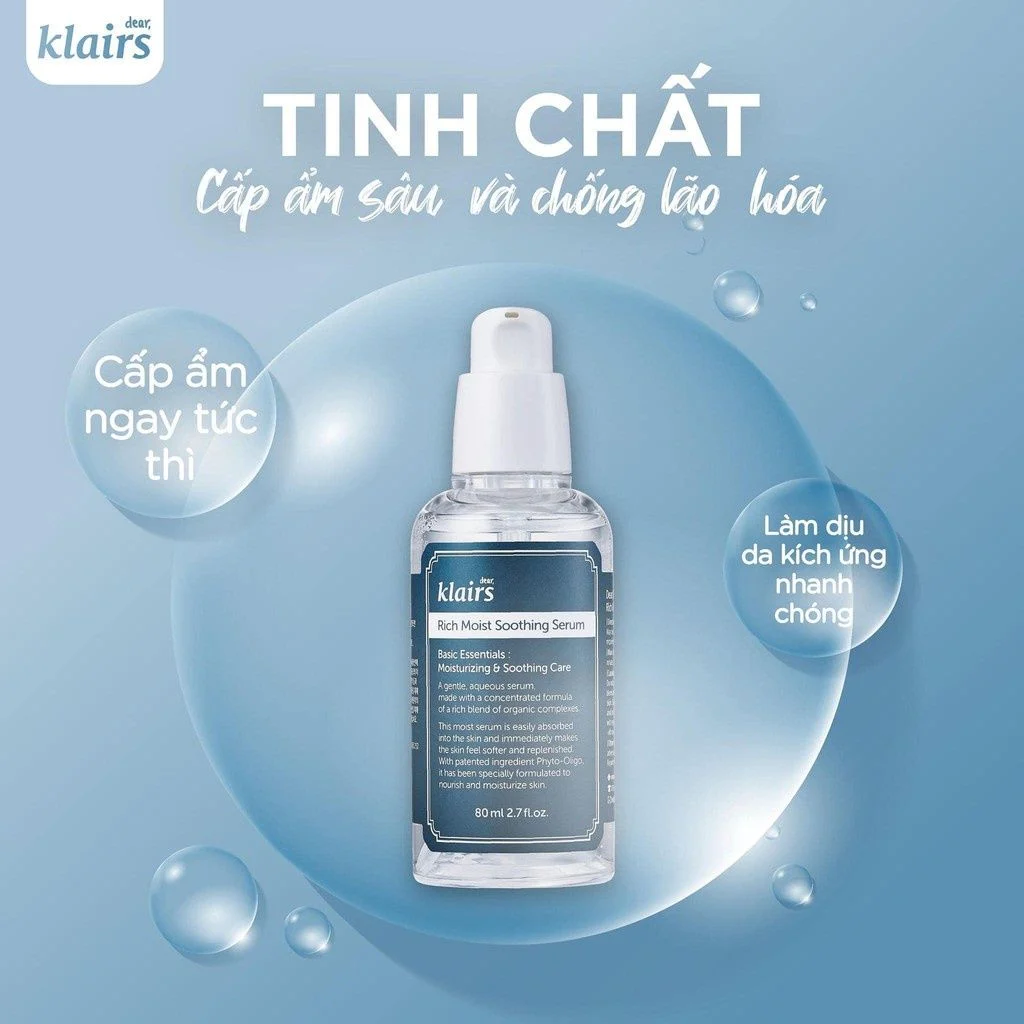 dear,
klairs
TINH CHẤT
Cấp ẩm sâu và chống lão hóa
Cấp ẩm
ngay tức
thì
Làm dịu
da kích ứng
nhanh
chóng
dear,
klairs
Rich Moist Soothing Serum
Basic Essentials :
Moisturizing & Soothing Care
A gentle, aqueous serum,
made with a concentrated formula
of a rich blend of organic complexes.
This moist serum is easily absorbed
into the skin and immediately makes
the skin feel softer and replenished.
With patented ingredient Phyto-Oligo,
it has been specially formulated to
nourish and moisturize skin.
80 ml 2.7 fl.oz.